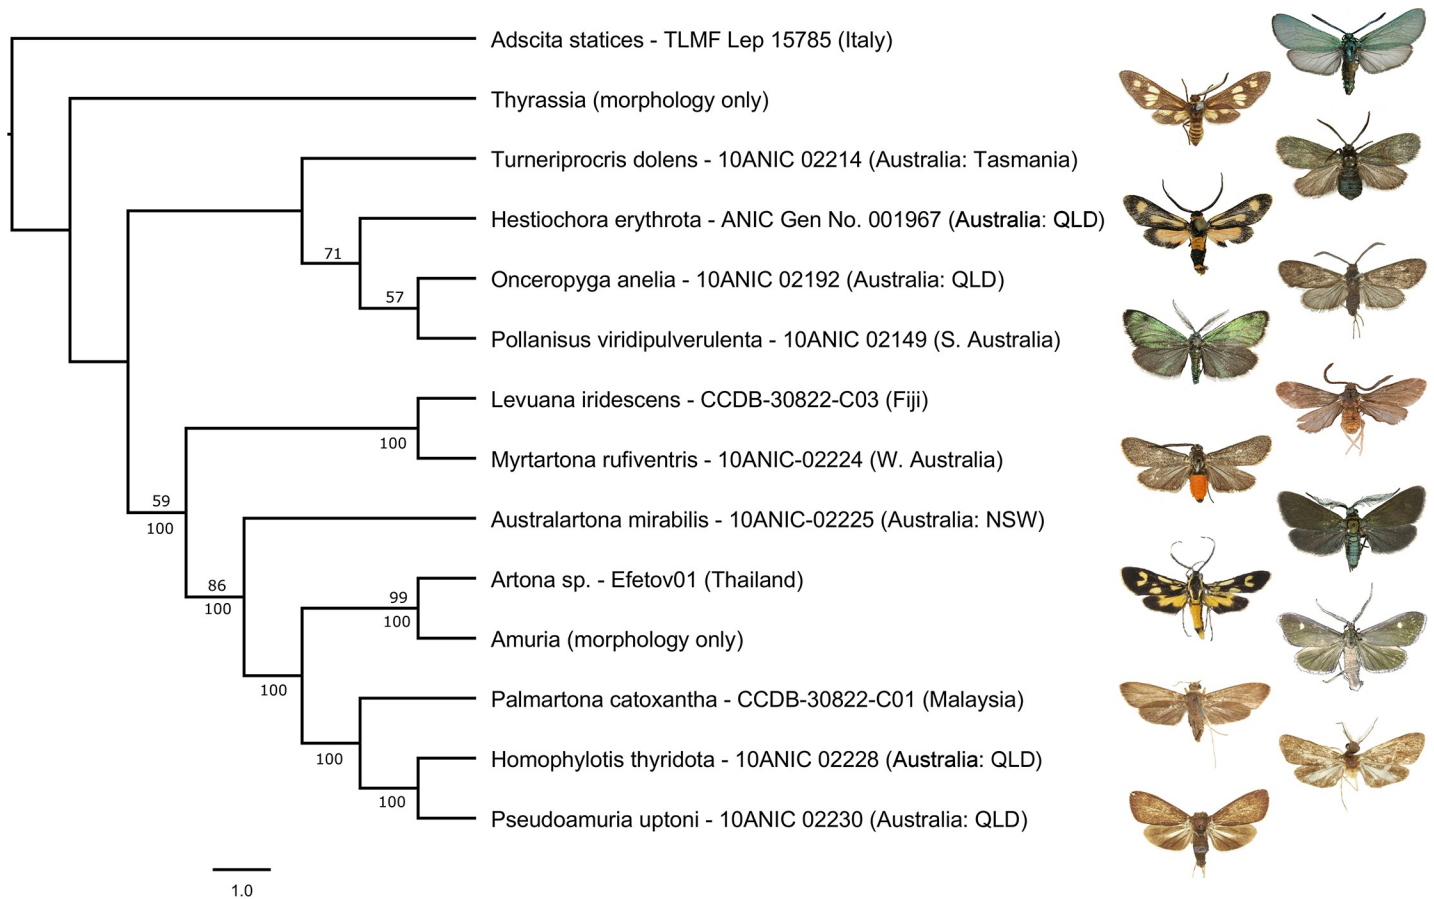 Adscita statices - TLMF Lep 15785 (Italy)
Thyrassia (morphology only)
Turneriprocris dolens - 10ANIC 02214 (Australia: Tasmania)
Hestiochora erythrota - ANIC Gen No. 001967 (Australia: QLD)
71
Onceropyga anelia - 10ANIC 02192 (Australia: QLD)
57
Pollanisus viridipulverulenta - 10ANIC 02149 (S. Australia)
Levuana iridescens - CCDB-30822-C03 (Fiji)
100
Myrtartona rufiventris - 10ANIC-02224 (W. Australia)
59
100
Australartona mirabilis - 10ANIC-02225 (Australia: NSW)
86
100
Artona sp. - Efetov01 (Thailand)
99
100
Amuria (morphology only)
100
Palmartona catoxantha - CCDB-30822-C01 (Malaysia)
100
Homophylotis thyridota - 10ANIC 02228 (Australia: QLD)
100
Pseudoamuria uptoni - 10ANIC 02230 (Australia: QLD)
1.0